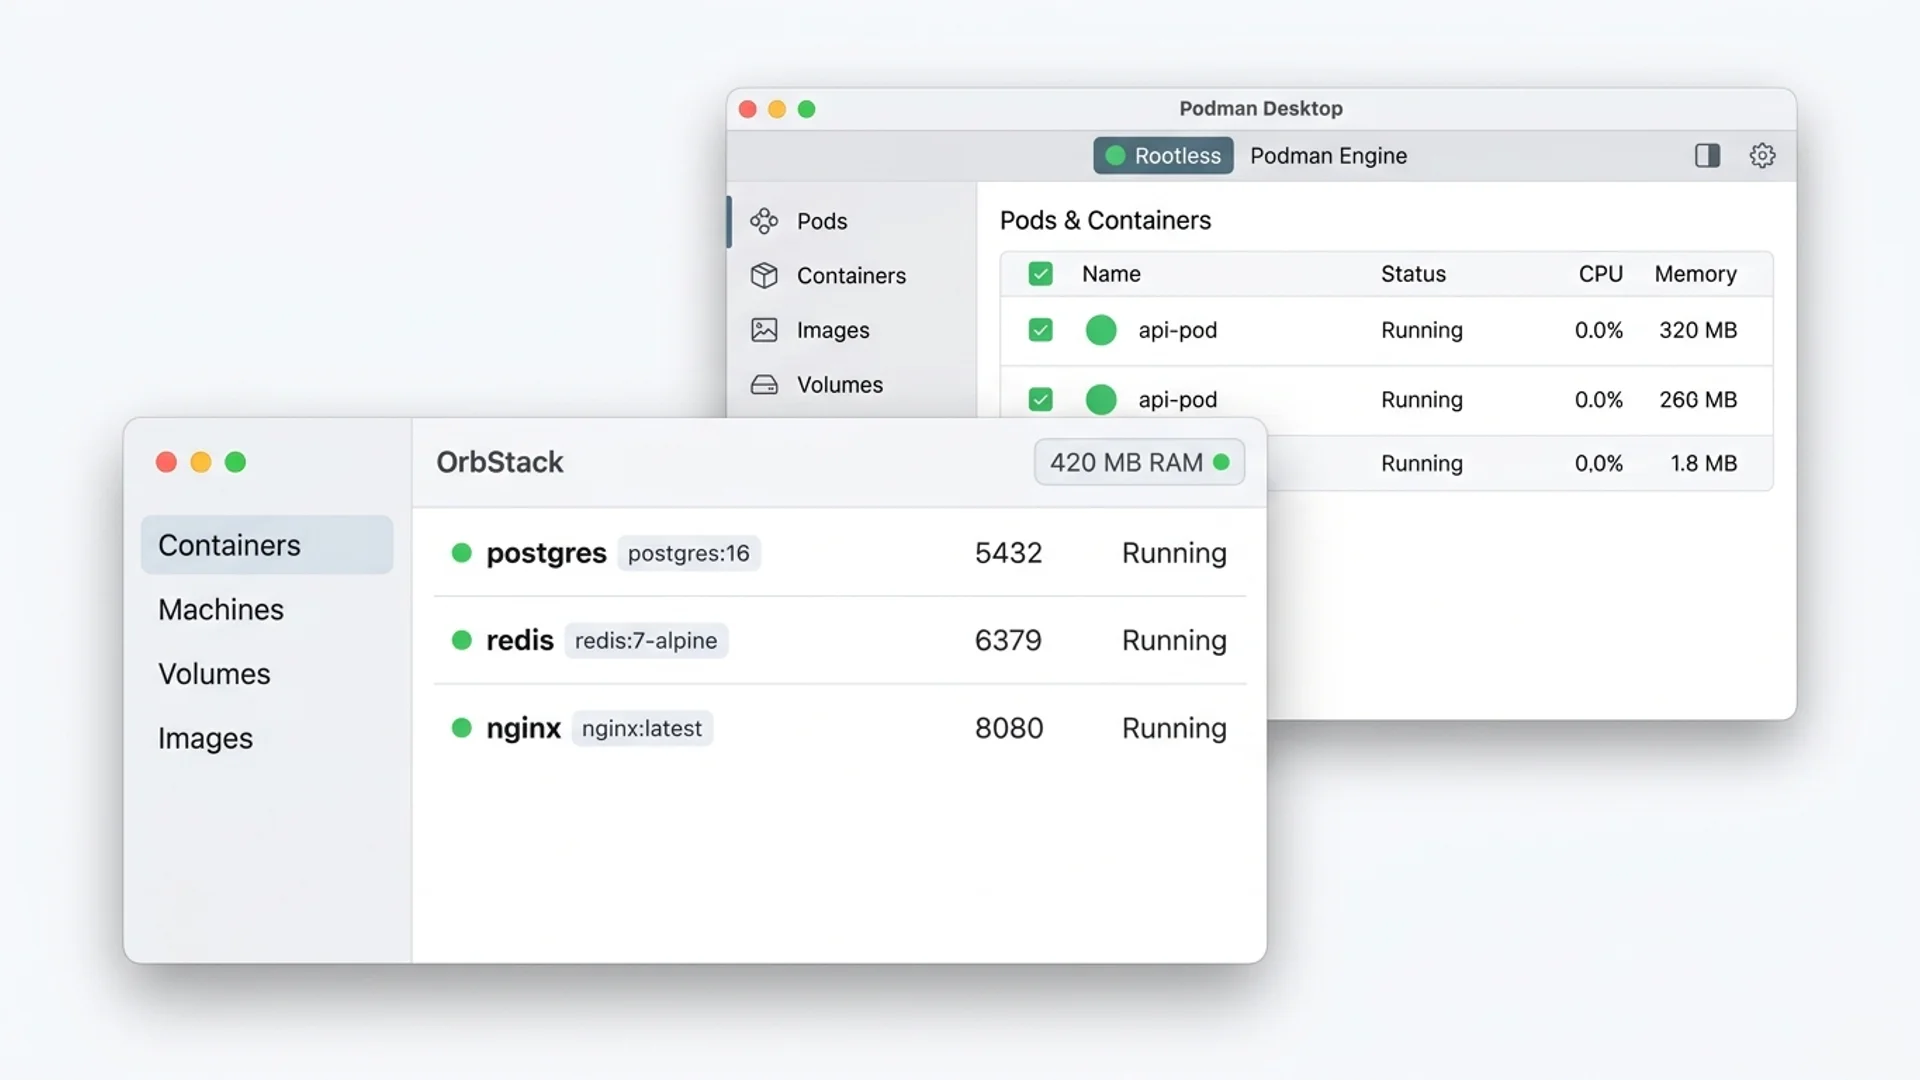 Podman Desktop
Rootless Podman Engine
Pods
Containers
Images
Volumes
Pods & Containers
Name Status CPU Memory
api-pod Running 0.0% 320 MB
api-pod Running 0.0% 260 MB
Running 0,0% 1.8 MB
OrbStack
420 MB RAM
Containers
Machines
Volumes
Images
postgres postgres:16 5432 Running
redis redis:7-alpine 6379 Running
nginx nginx:latest 8080 Running